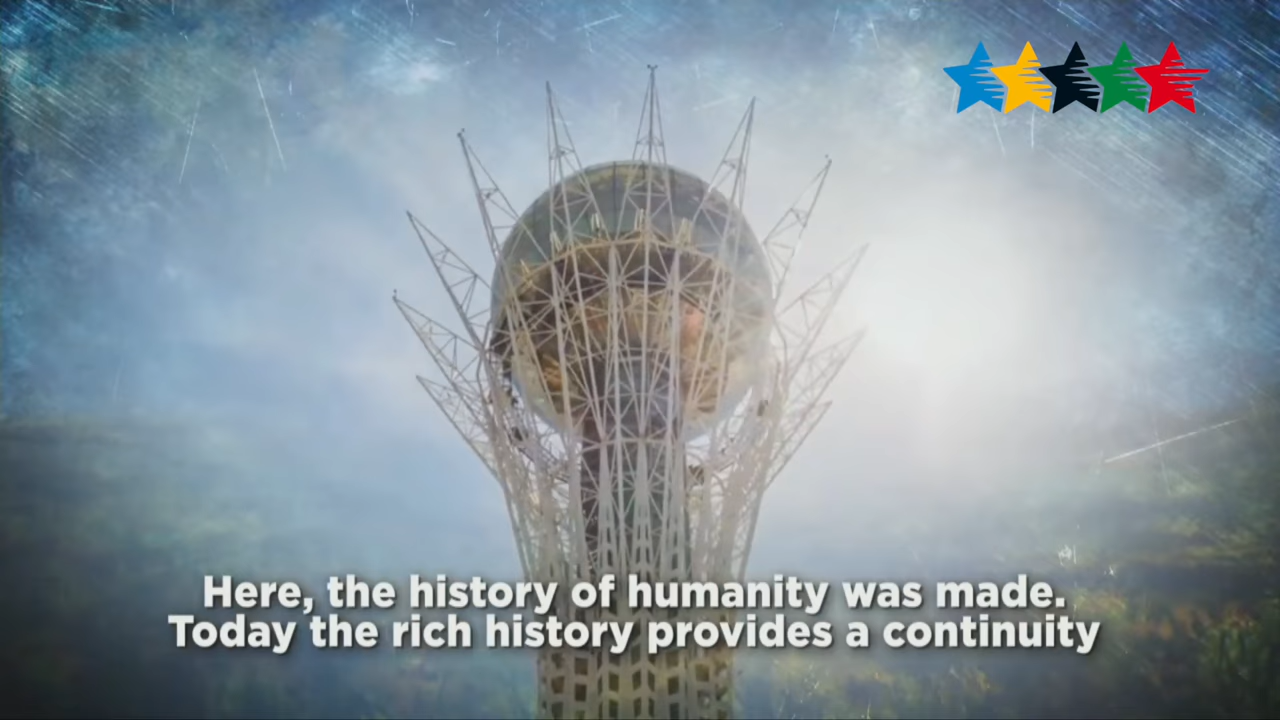 Here, the history of humanity was made.
Today the rich history provides a continuity